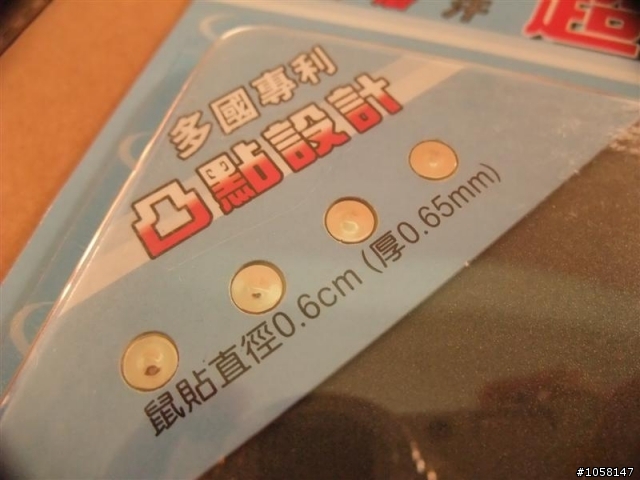 多國專利
凸點設計
鼠貼直徑0.6cm (厚0.65mm)
#1058147